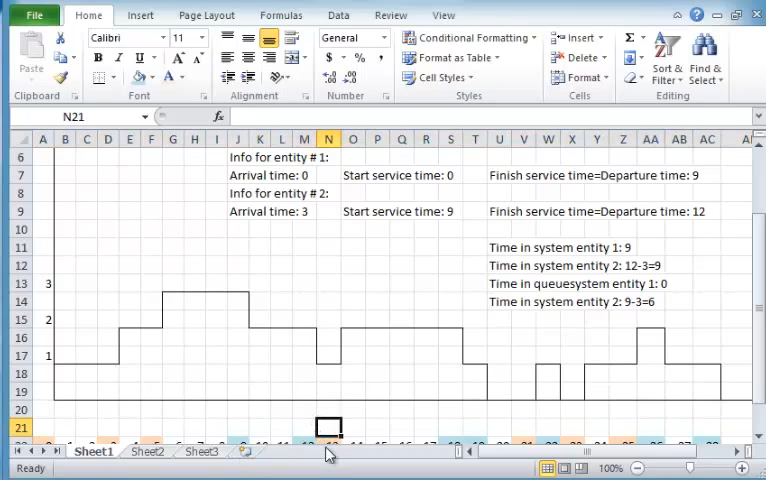 File Home Insert Page Layout Formulas Data Review View
Calibri 11 General Conditional Formatting Insert Σ
Paste B I U A $ % , Format as Table Delete Sort & Filter Find & Select
Cell Styles Format
Clipboard Font Alignment Number Styles Cells Editing
N21 fx
A B C D E F G H I J K L M N O P Q R S T U V W X Y Z AA AB AC
6 Info for entity # 1:
7 Arrival time: 0 Start service time: 0 Finish service time=Departure time: 9
8 Info for entity # 2:
9 Arrival time: 3 Start service time: 9 Finish service time=Departure time: 12
10
11 Time in system entity 1: 9
12 Time in system entity 2: 12-3=9
13 3 Time in queuesystem entity 1: 0
14 Time in system entity 2: 9-3=6
15 2
16
17 1
18
19
20
21
Sheet1 Sheet2 Sheet3
Ready 100%